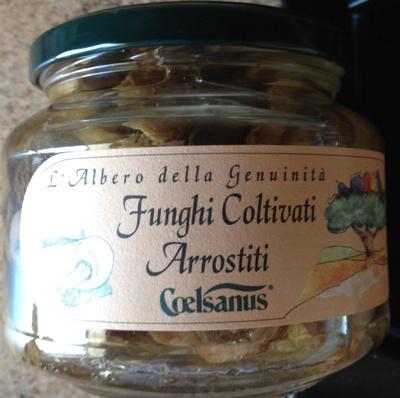 L'Albero della Genuinità
Funghi Coltivati
Arrostiti
Coelsanus®